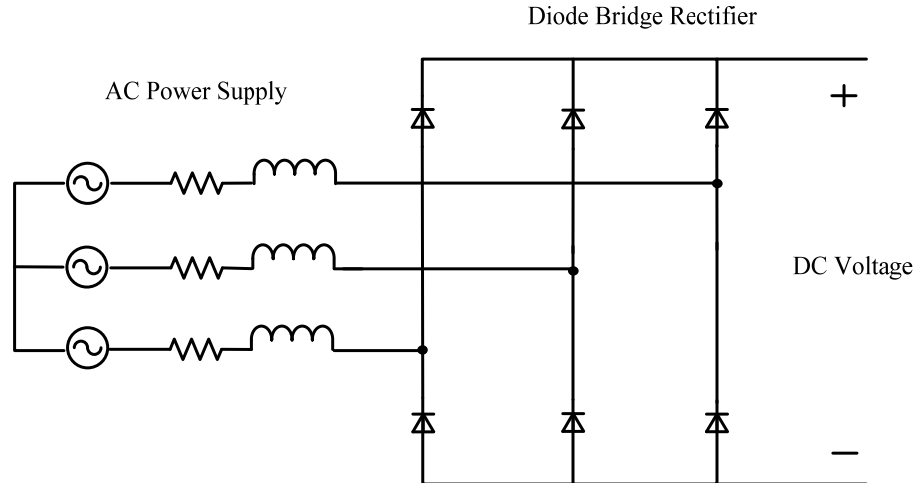 Diode Bridge Rectifier
AC Power Supply
+
DC Voltage
−